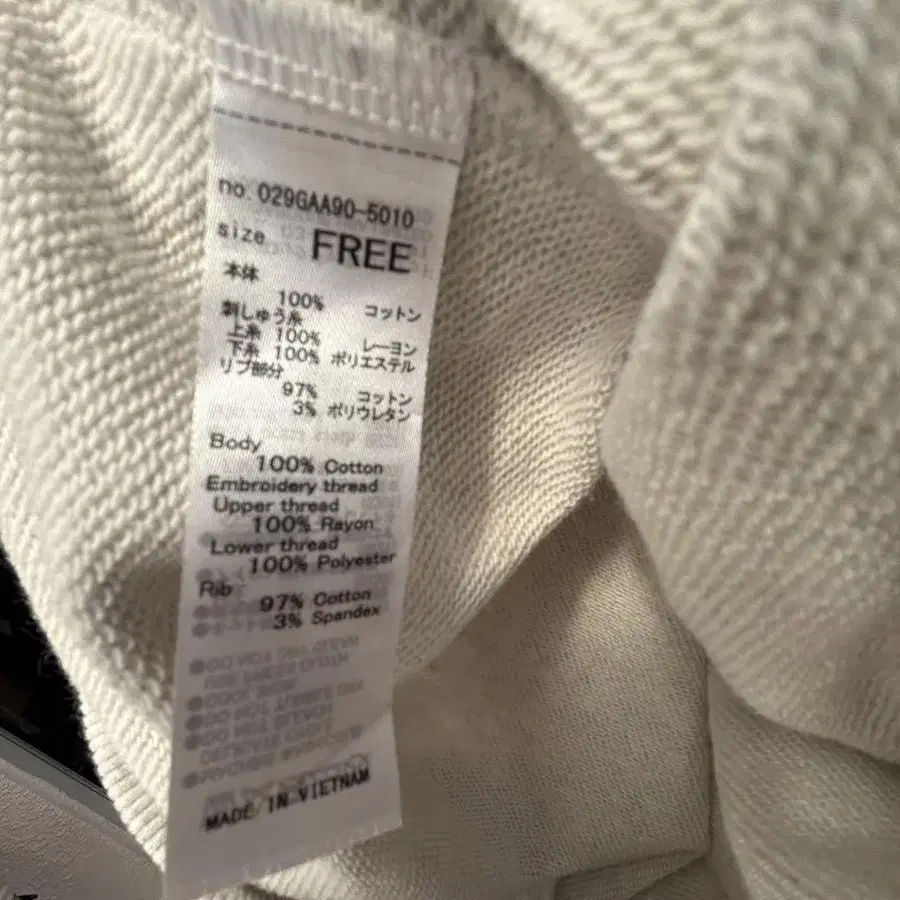 no. 029GAA90-5010
size FREE
本体
100% コットン
刺しゅう糸
上糸 100% レーヨン
下糸 100% ポリエステル
リブ部分
97% コットン
3% ポリウレタン
Body
100% Cotton
Embroidery thread
Upper thread
100% Rayon
Lower thread
100% Polyester
Rib
97% Cotton
3% Spandex
MADE IN VIETNAM